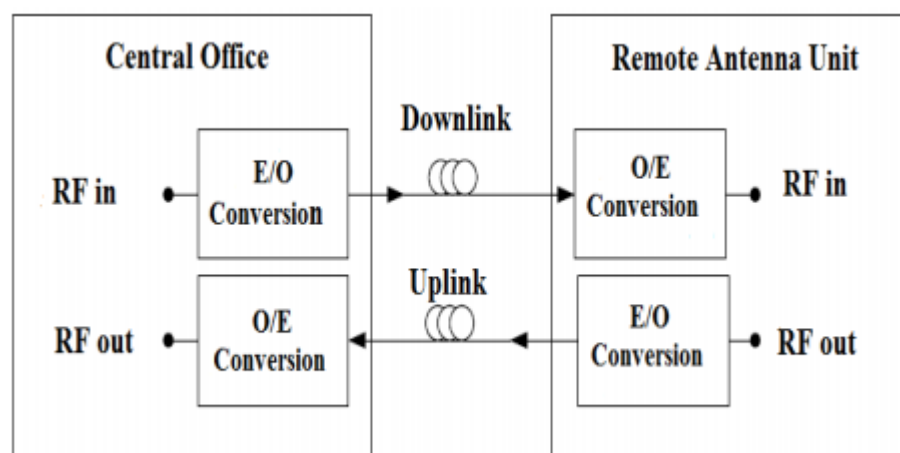 Central Office
Remote Antenna Unit
Downlink
RF in
E/O
Conversion
O/E
Conversion
RF in
Uplink
RF out
O/E
Conversion
E/O
Conversion
RF out